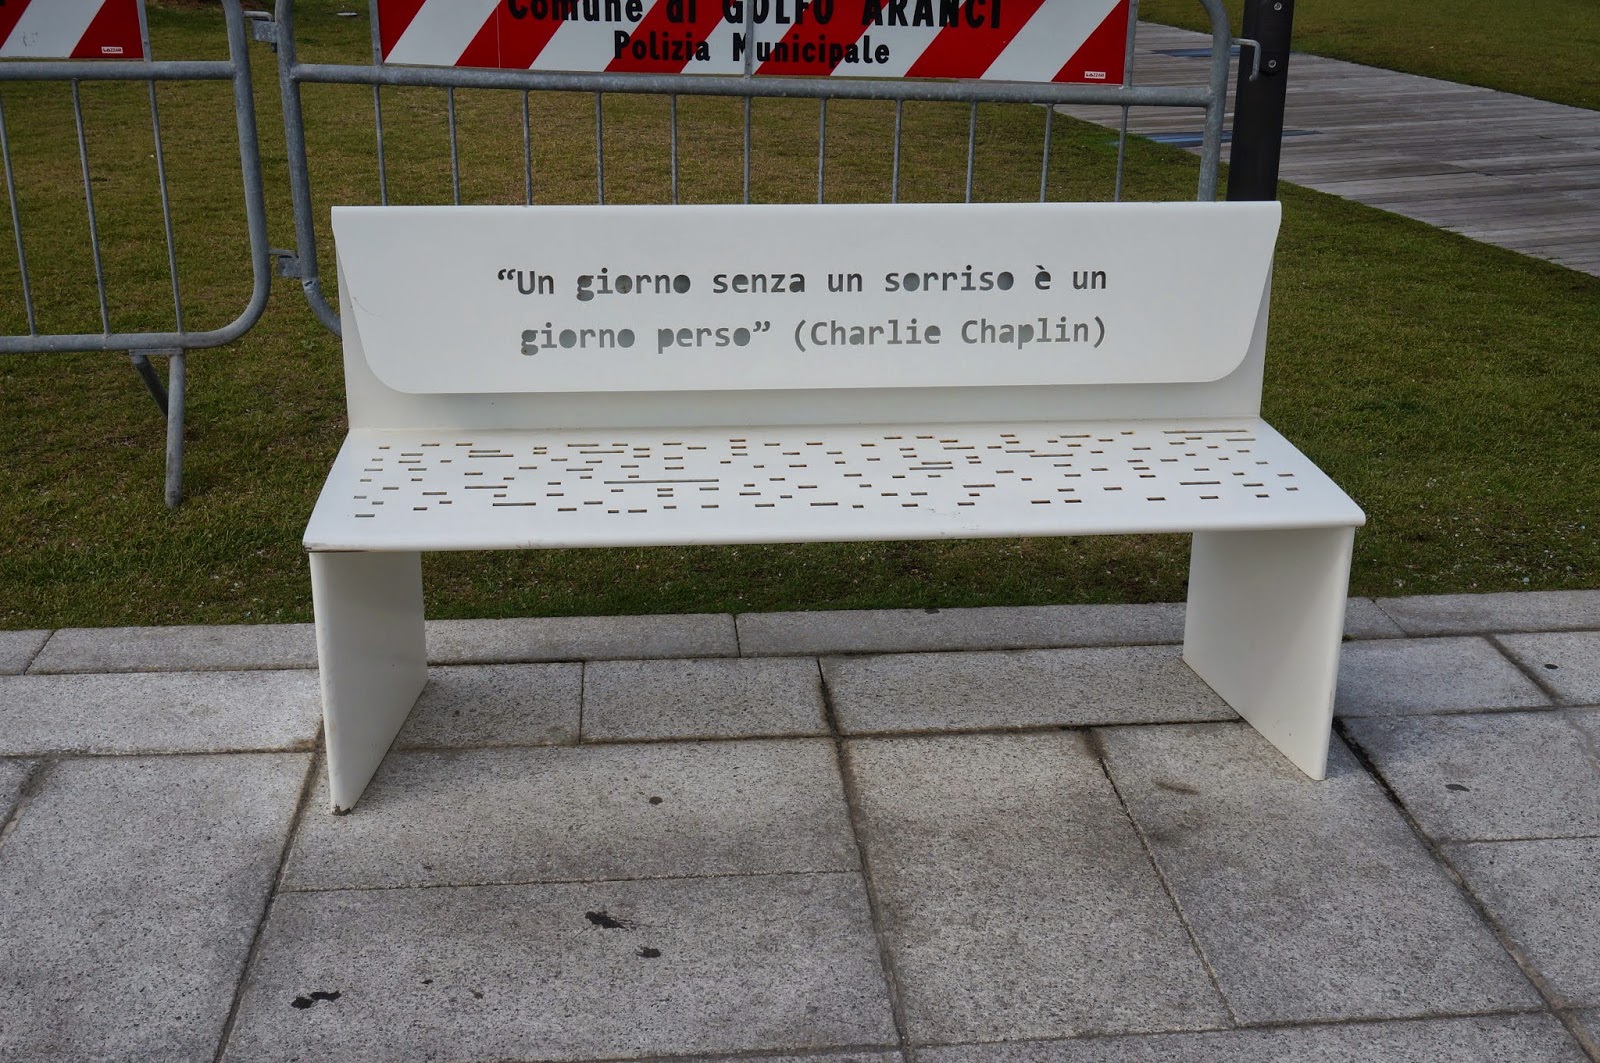 Comune di GOLFO ARANCI
Polizia Municipale
“Un giorno senza un sorriso è un
giorno perso” (Charlie Chaplin)